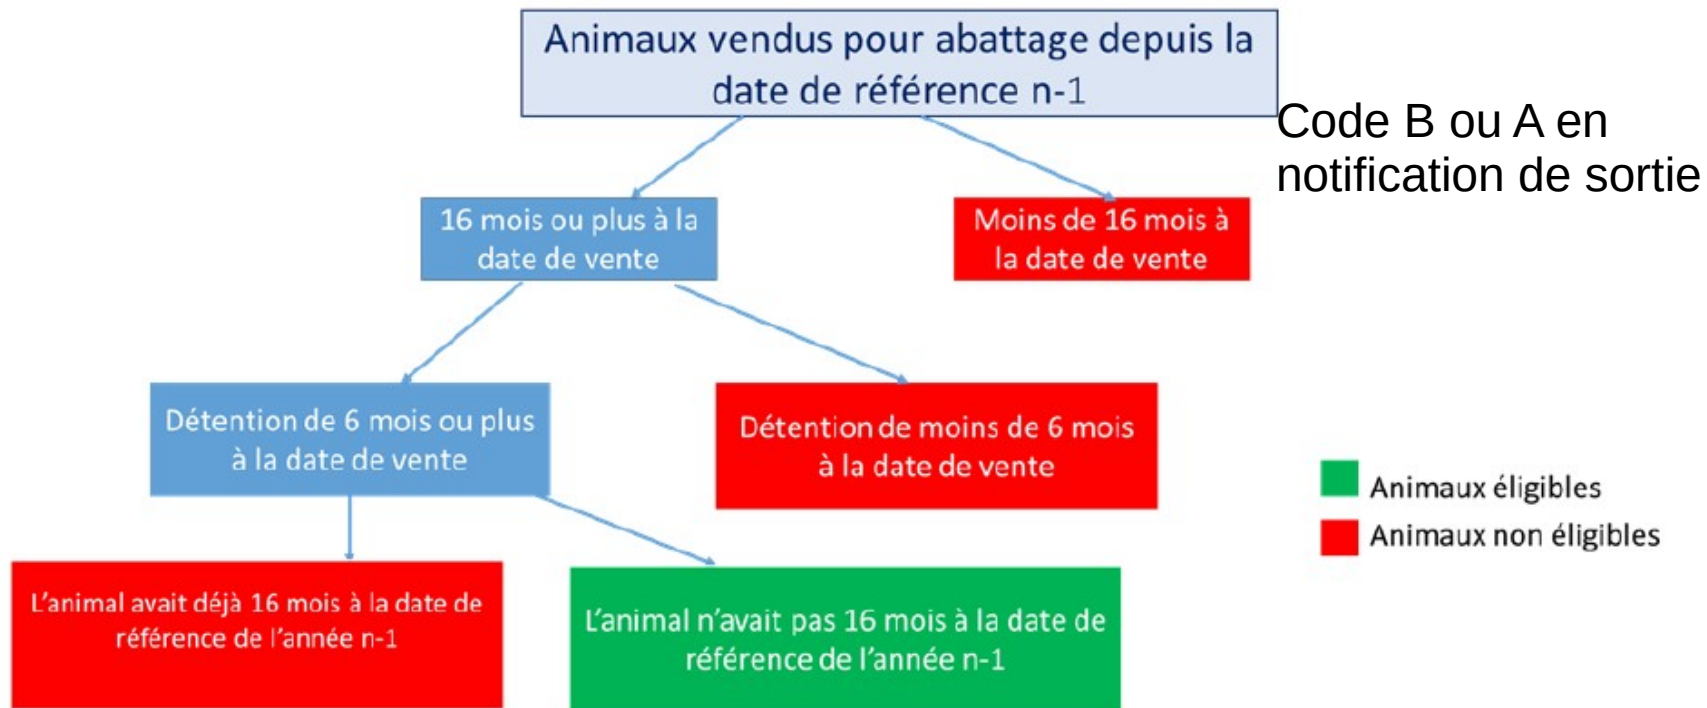 Animaux vendus pour abattage depuis la
date de référence n-1
Code B ou A en
notification de sortie
16 mois ou plus à la
date de vente
Moins de 16 mois à
la date de vente
Détention de 6 mois ou plus
à la date de vente
Détention de moins de 6 mois
à la date de vente
Animaux éligibles
Animaux non éligibles
L'animal avait déjà 16 mois à la date de
référence de l'année n-1
L'animal n'avait pas 16 mois à la date de
référence de l'année n-1